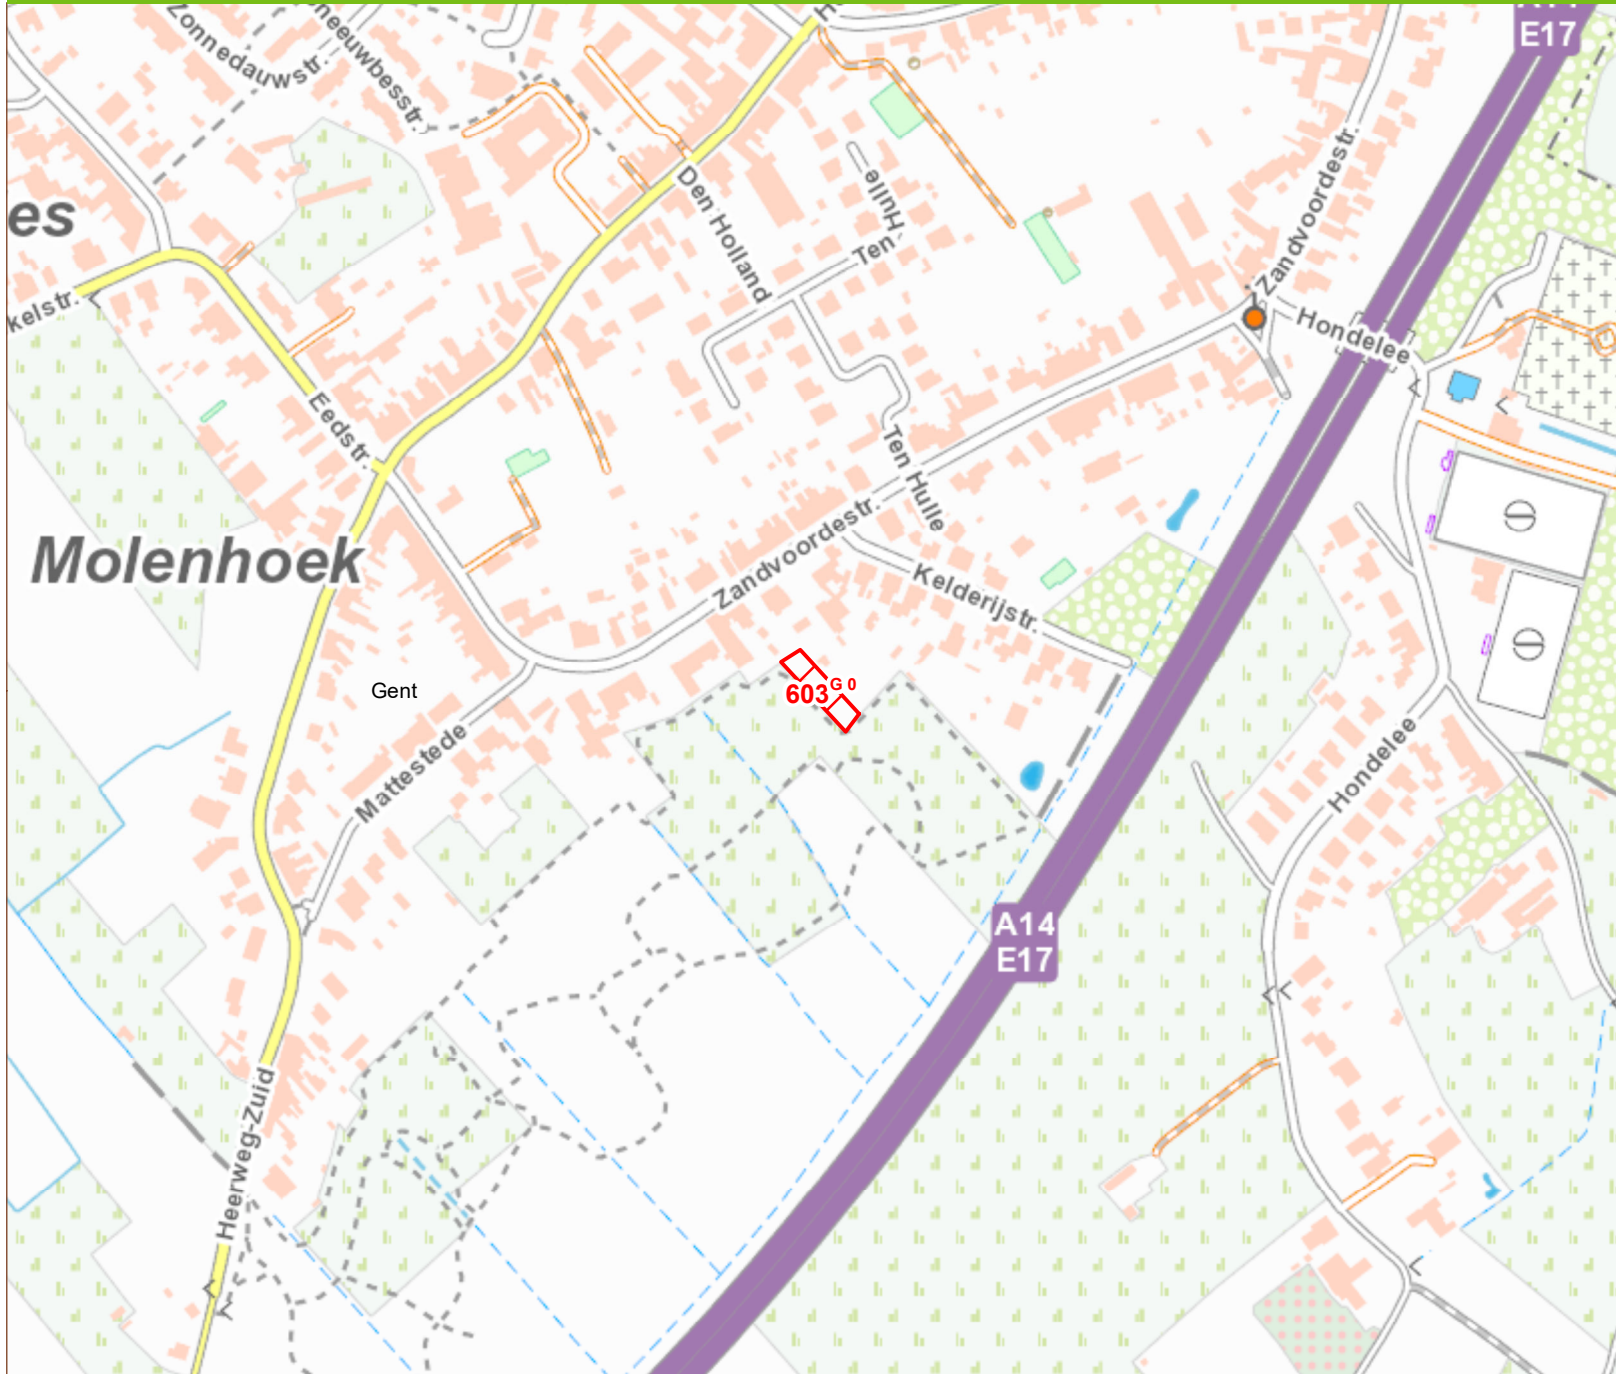 E17
Zonnedauwstr.
Zandvoordestr.
Hulle
Ten
Den Holland
es
kelstr.
Hondelee
Eedstr.
Ten Hulle
Molenhoek
Zandvoordestr.
Kelderijstr.
Gent
603
G 0
Mattestede
Hondelee
A14
E17
Heerweg-Zuid